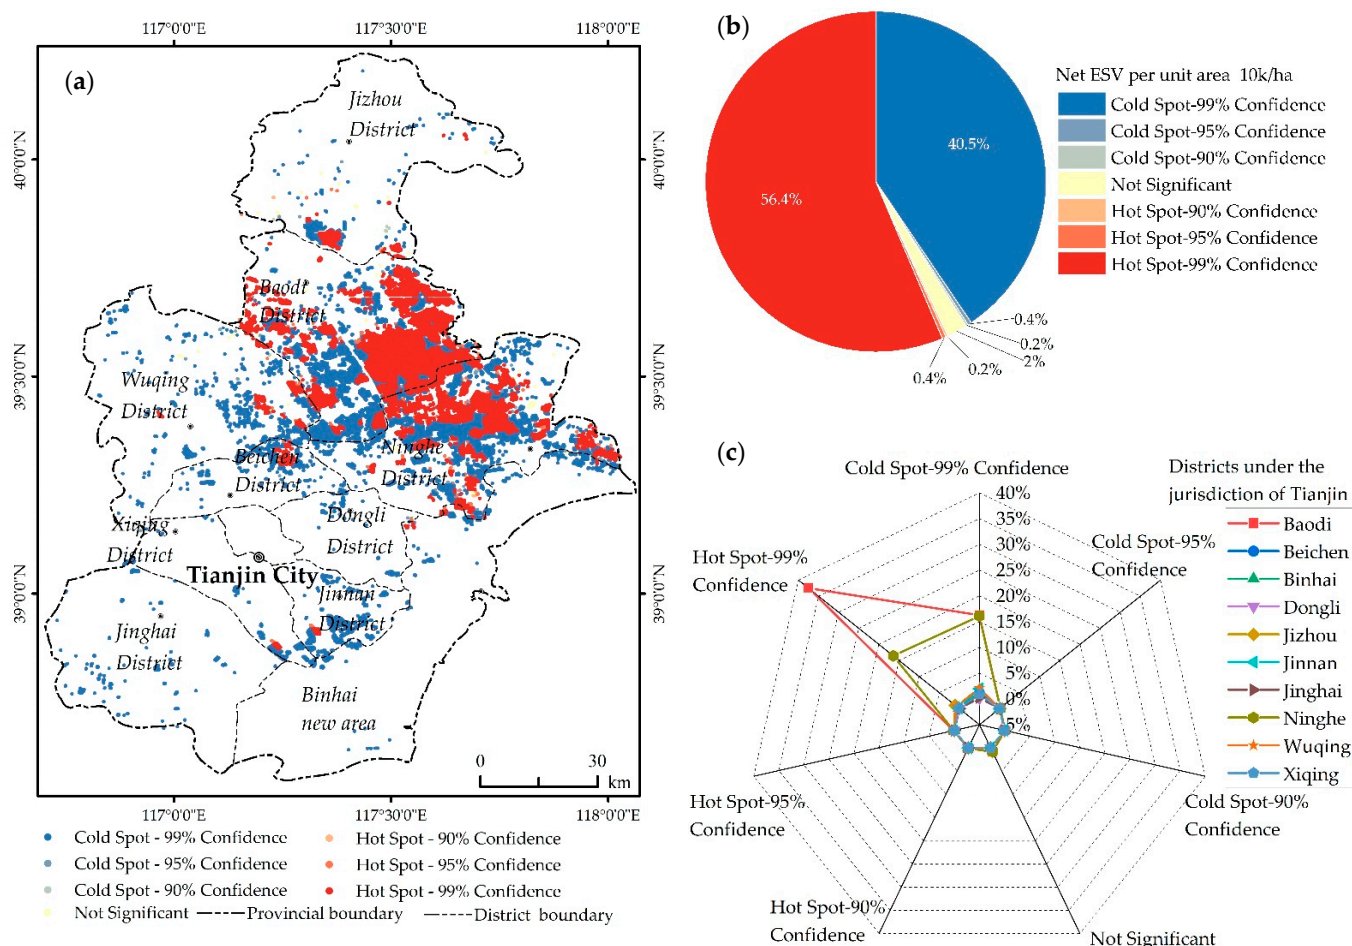 117°0'0"E
117°30'0"E
118°0'0"E
(a)
40°0'0"N
39°30'0"N
39°0'0"N
40°0'0"N
39°30'0"N
39°0'0"N
Jizhou
District
Baodi
District
Wuqing
District
Beichen
District
Ninghe
District
Xiqing
District
Dongli
District
Tianjin City
Jinnan
District
Jinghai
District
Binhai
new area
0 30
km
117°0'0"E
117°30'0"E
118°0'0"E
Cold Spot - 99% Confidence
Cold Spot - 95% Confidence
Cold Spot - 90% Confidence
Not Significant
Hot Spot - 90% Confidence
Hot Spot - 95% Confidence
Hot Spot - 99% Confidence
Provincial boundary
District boundary
(b)
40.5%
56.4%
0.4%
0.2%
2%
0.2%
0.4%
Net ESV per unit area 10k/ha
Cold Spot-99% Confidence
Cold Spot-95% Confidence
Cold Spot-90% Confidence
Not Significant
Hot Spot-90% Confidence
Hot Spot-95% Confidence
Hot Spot-99% Confidence
(c)
Cold Spot-99% Confidence
40%
35%
30%
25%
20%
15%
10%
5%
0%
5%
Cold Spot-95%
Confidence
Cold Spot-90%
Confidence
Not Significant
Hot Spot-90%
Confidence
Hot Spot-95%
Confidence
Hot Spot-99%
Confidence
Districts under the
jurisdiction of Tianjin
Baodi
Beichen
Binhai
Dongli
Jizhou
Jinnan
Jinghai
Ninghe
Wuqing
Xiqing